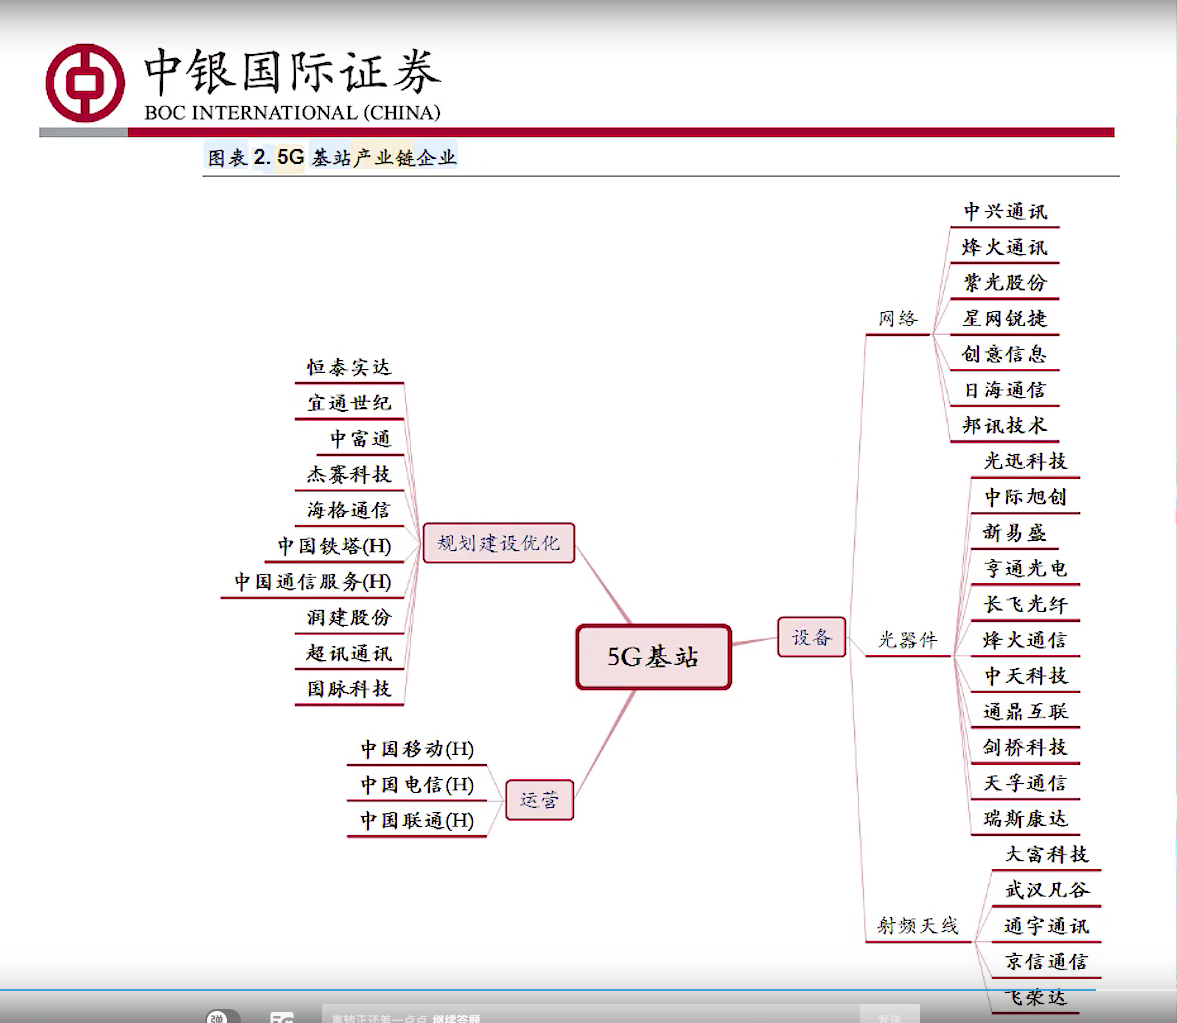 中银国际证券
BOC INTERNATIONAL (CHINA)
图表 2. 5G 基站产业链企业
5G基站
规划建设优化
恒泰实达
宜通世纪
中富通
杰赛科技
海格通信
中国铁塔(H)
中国通信服务(H)
润建股份
超讯通讯
国脉科技
运营
中国移动(H)
中国电信(H)
中国联通(H)
设备
网络
中兴通讯
烽火通讯
紫光股份
星网锐捷
创意信息
日海通信
邦讯技术
光器件
光迅科技
中际旭创
新易盛
亨通光电
长飞光纤
烽火通信
中天科技
通鼎互联
剑桥科技
天孚通信
瑞斯康达
射频天线
大富科技
武汉凡谷
通宇通讯
京信通信
飞荣达
弹
继续答题
发送